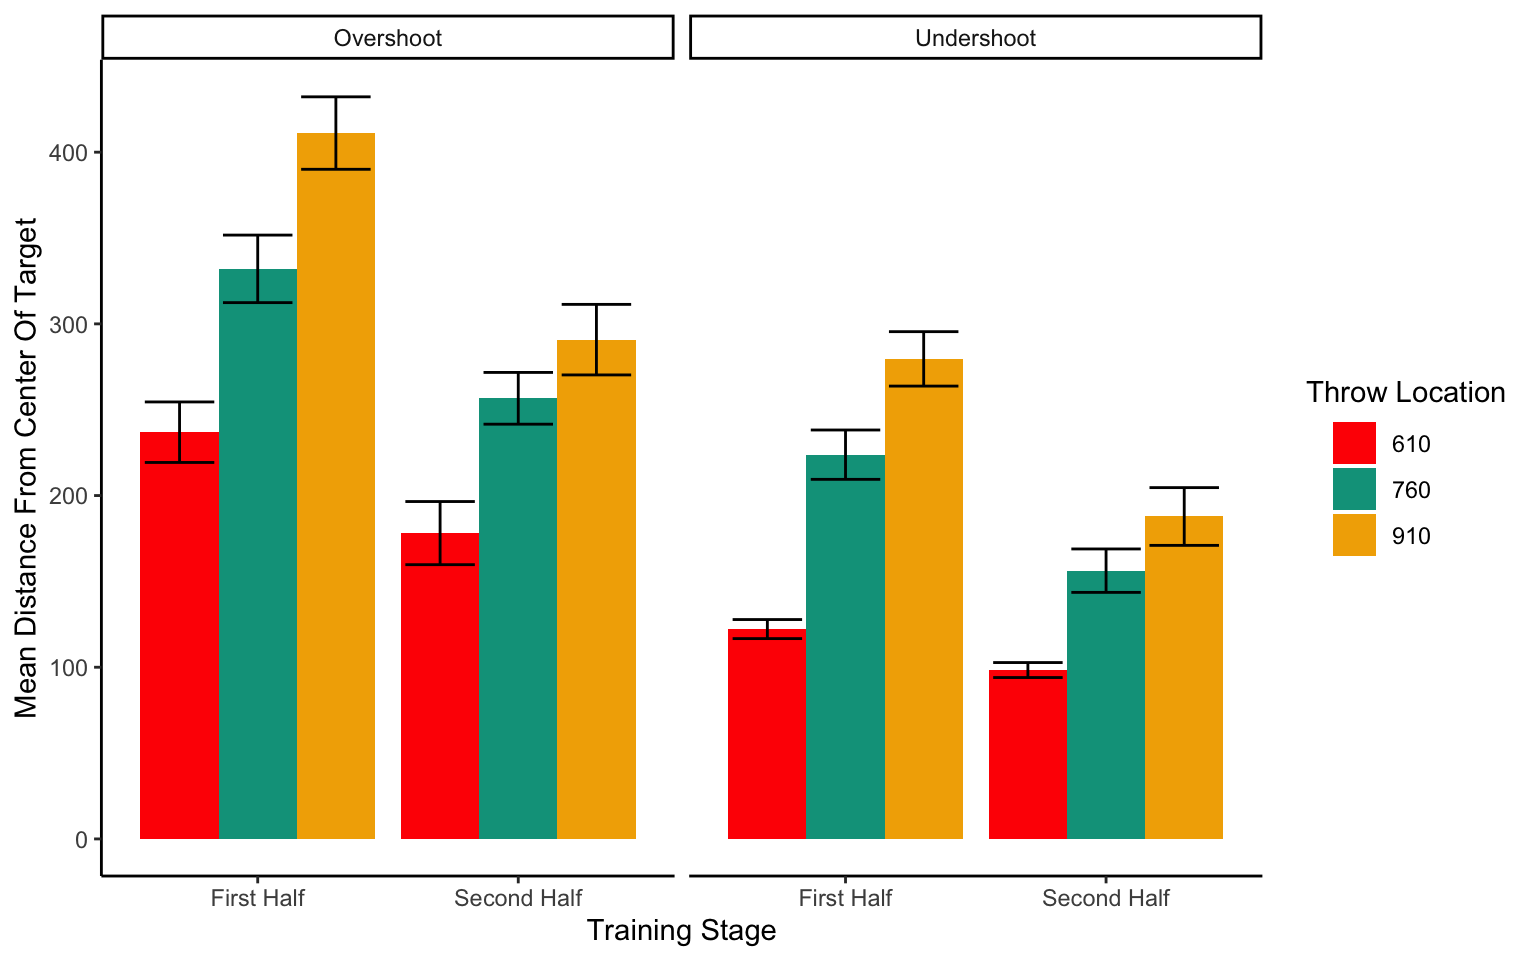 Overshoot
Undershoot
Mean Distance From Center Of Target
400
300
200
100
0
First Half
Second Half
First Half
Second Half
Training Stage
Throw Location
610
760
910